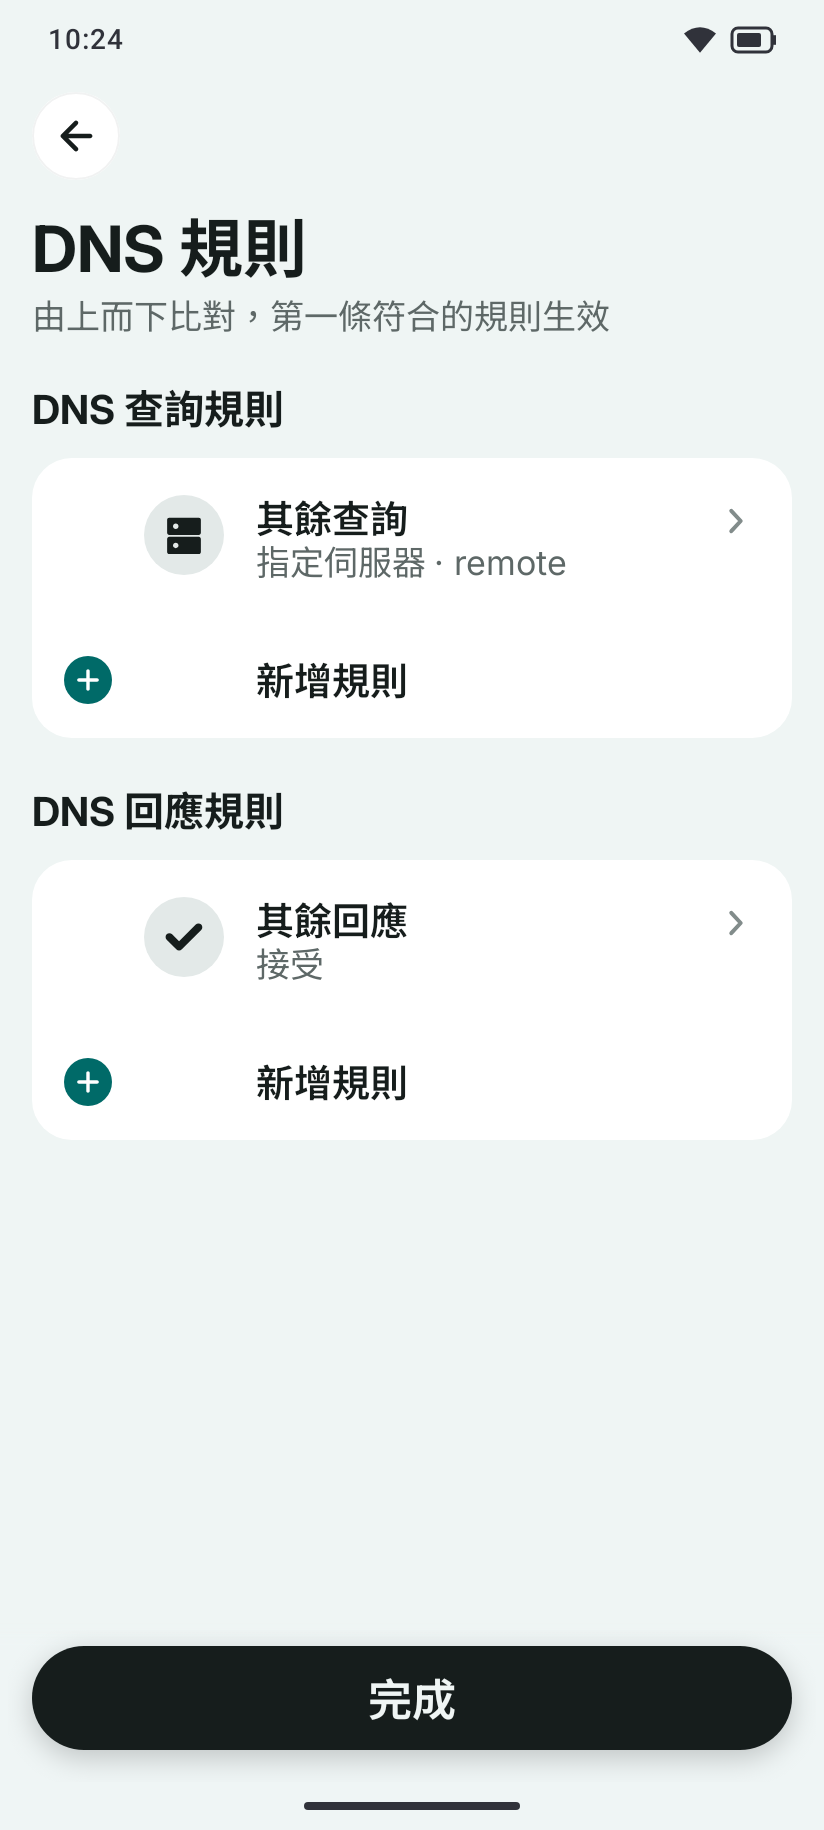 10:24
DNS 規則
由上而下比對，第一條符合的規則生效
DNS 查詢規則
其餘查詢
指定伺服器 · remote
新增規則
DNS 回應規則
其餘回應
接受
新增規則
完成